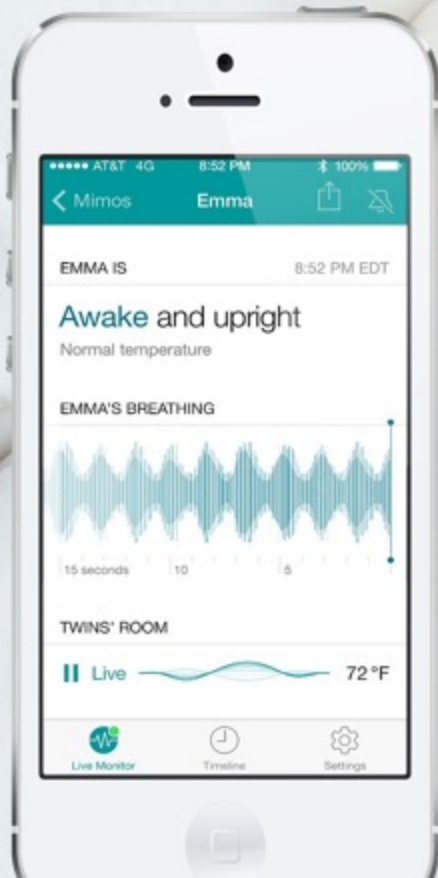 AT&T 4G 8:52 PM 100%
Mimos Emma
EMMA IS 8:52 PM EDT
Awake and upright
Normal temperature
EMMA'S BREATHING
15 seconds 10 5
TWINS' ROOM
Live 72°F
Live Monitor Timeline Settings